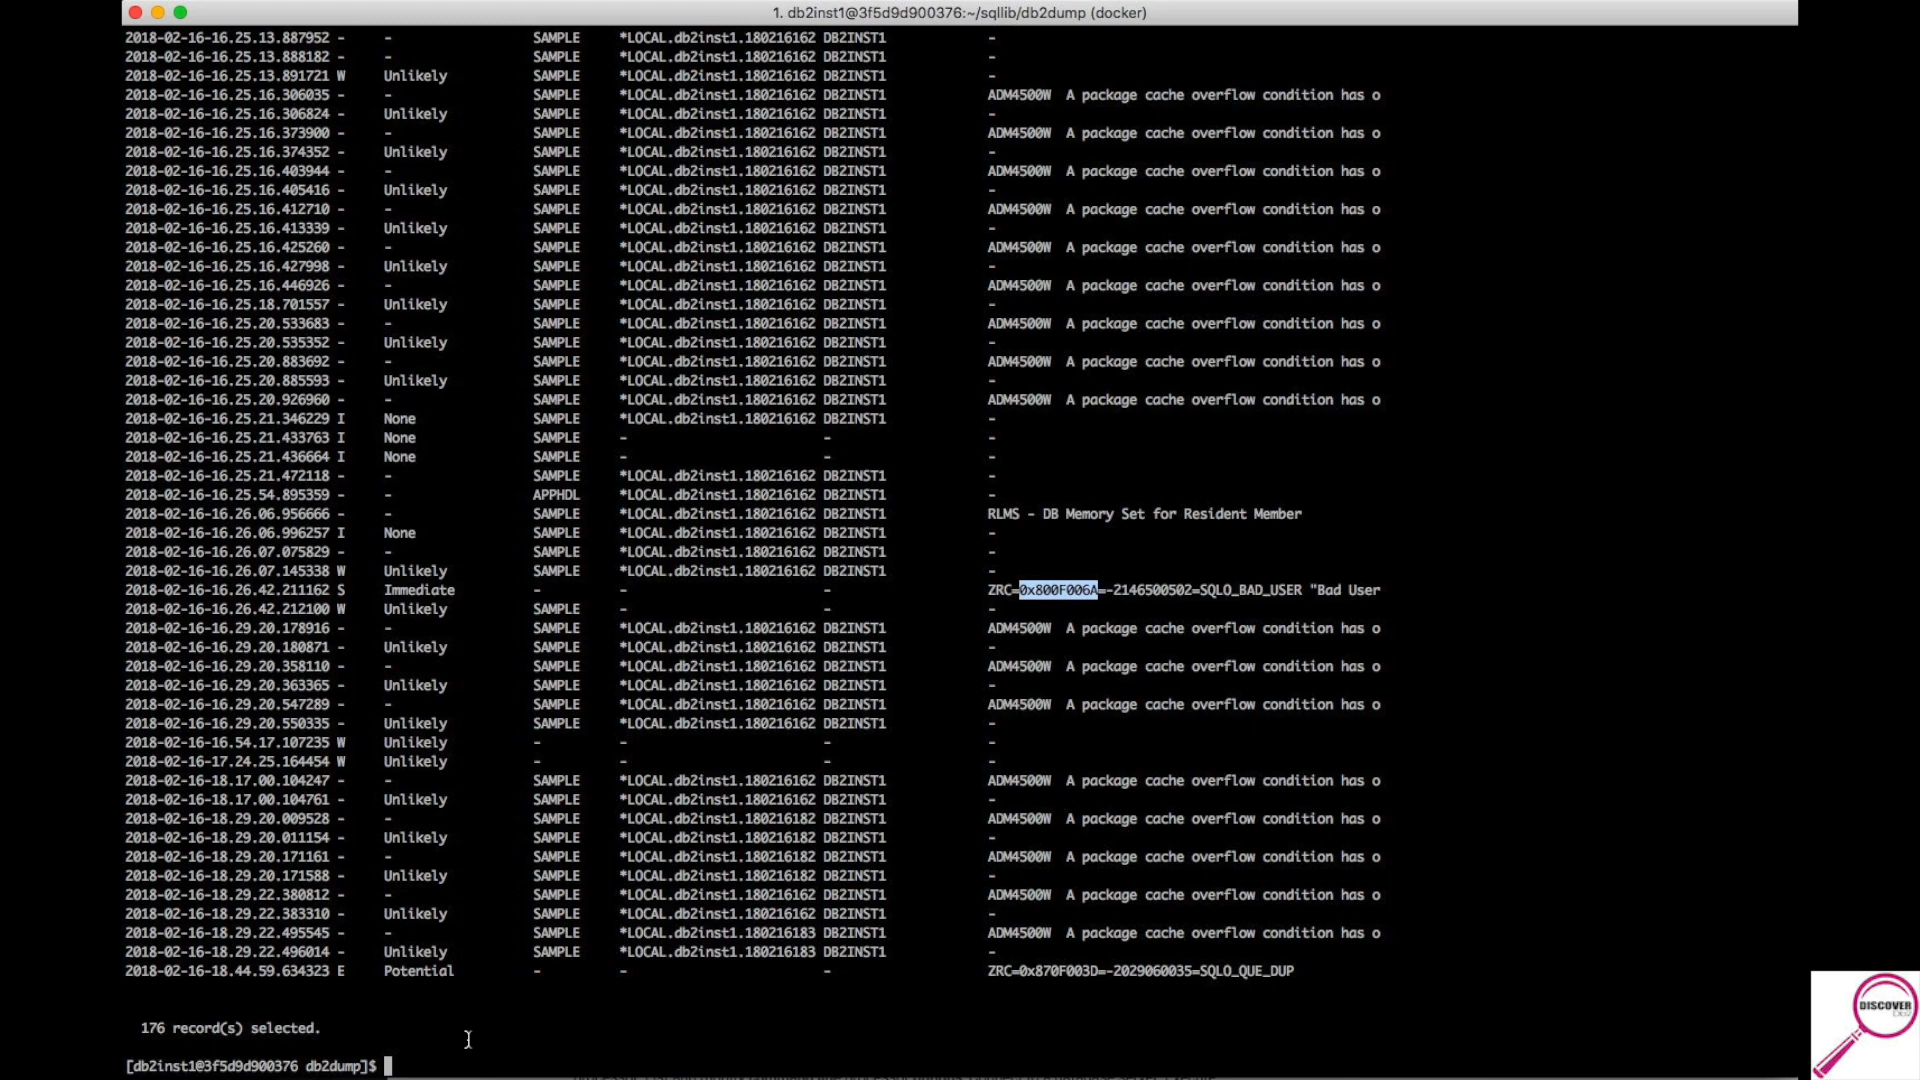 1. db2inst1@3f5d9d900376:~/sqllib/db2dump (docker)
2018-02-16-16.25.13.887952 - - SAMPLE *LOCAL.db2inst1.180216162 DB2INST1 -
2018-02-16-16.25.13.888182 - - SAMPLE *LOCAL.db2inst1.180216162 DB2INST1 -
2018-02-16-16.25.13.891721 W Unlikely SAMPLE *LOCAL.db2inst1.180216162 DB2INST1 -
2018-02-16-16.25.16.306035 - - SAMPLE *LOCAL.db2inst1.180216162 DB2INST1 ADM4500W A package cache overflow condition has o
2018-02-16-16.25.16.306824 - Unlikely SAMPLE *LOCAL.db2inst1.180216162 DB2INST1 -
2018-02-16-16.25.16.373900 - - SAMPLE *LOCAL.db2inst1.180216162 DB2INST1 ADM4500W A package cache overflow condition has o
2018-02-16-16.25.16.374352 - Unlikely SAMPLE *LOCAL.db2inst1.180216162 DB2INST1 -
2018-02-16-16.25.16.403944 - - SAMPLE *LOCAL.db2inst1.180216162 DB2INST1 ADM4500W A package cache overflow condition has o
2018-02-16-16.25.16.405416 - Unlikely SAMPLE *LOCAL.db2inst1.180216162 DB2INST1 -
2018-02-16-16.25.16.412710 - - SAMPLE *LOCAL.db2inst1.180216162 DB2INST1 ADM4500W A package cache overflow condition has o
2018-02-16-16.25.16.413339 - Unlikely SAMPLE *LOCAL.db2inst1.180216162 DB2INST1 -
2018-02-16-16.25.16.425260 - - SAMPLE *LOCAL.db2inst1.180216162 DB2INST1 ADM4500W A package cache overflow condition has o
2018-02-16-16.25.16.427998 - Unlikely SAMPLE *LOCAL.db2inst1.180216162 DB2INST1 -
2018-02-16-16.25.16.446926 - - SAMPLE *LOCAL.db2inst1.180216162 DB2INST1 ADM4500W A package cache overflow condition has o
2018-02-16-16.25.18.701557 - Unlikely SAMPLE *LOCAL.db2inst1.180216162 DB2INST1 -
2018-02-16-16.25.20.533683 - - SAMPLE *LOCAL.db2inst1.180216162 DB2INST1 ADM4500W A package cache overflow condition has o
2018-02-16-16.25.20.535352 - Unlikely SAMPLE *LOCAL.db2inst1.180216162 DB2INST1 -
2018-02-16-16.25.20.883692 - - SAMPLE *LOCAL.db2inst1.180216162 DB2INST1 ADM4500W A package cache overflow condition has o
2018-02-16-16.25.20.885593 - Unlikely SAMPLE *LOCAL.db2inst1.180216162 DB2INST1 -
2018-02-16-16.25.20.926960 - - SAMPLE *LOCAL.db2inst1.180216162 DB2INST1 ADM4500W A package cache overflow condition has o
2018-02-16-16.25.21.346229 I None SAMPLE *LOCAL.db2inst1.180216162 DB2INST1 -
2018-02-16-16.25.21.433763 I None SAMPLE - - -
2018-02-16-16.25.21.436664 I None SAMPLE - - -
2018-02-16-16.25.21.472118 - - SAMPLE *LOCAL.db2inst1.180216162 DB2INST1 -
2018-02-16-16.25.54.895359 - - APPHDL *LOCAL.db2inst1.180216162 DB2INST1 -
2018-02-16-16.26.06.956666 - - SAMPLE *LOCAL.db2inst1.180216162 DB2INST1 RLMS - DB Memory Set for Resident Member
2018-02-16-16.26.06.996257 I None SAMPLE *LOCAL.db2inst1.180216162 DB2INST1 -
2018-02-16-16.26.07.075829 - - SAMPLE *LOCAL.db2inst1.180216162 DB2INST1 -
2018-02-16-16.26.07.145338 W Unlikely SAMPLE *LOCAL.db2inst1.180216162 DB2INST1 -
2018-02-16-16.26.42.211162 S Immediate - - - ZRC=0x800F006A=-2146500502=SQLO_BAD_USER "Bad User
2018-02-16-16.26.42.212100 W Unlikely SAMPLE - - -
2018-02-16-16.29.20.178916 - - SAMPLE *LOCAL.db2inst1.180216162 DB2INST1 ADM4500W A package cache overflow condition has o
2018-02-16-16.29.20.180871 - Unlikely SAMPLE *LOCAL.db2inst1.180216162 DB2INST1 -
2018-02-16-16.29.20.358110 - - SAMPLE *LOCAL.db2inst1.180216162 DB2INST1 ADM4500W A package cache overflow condition has o
2018-02-16-16.29.20.363365 - Unlikely SAMPLE *LOCAL.db2inst1.180216162 DB2INST1 -
2018-02-16-16.29.20.547289 - - SAMPLE *LOCAL.db2inst1.180216162 DB2INST1 ADM4500W A package cache overflow condition has o
2018-02-16-16.29.20.550335 - Unlikely SAMPLE *LOCAL.db2inst1.180216162 DB2INST1 -
2018-02-16-16.54.17.107235 W Unlikely - - - -
2018-02-16-17.24.25.164454 W Unlikely - - - -
2018-02-16-18.17.00.104247 - - SAMPLE *LOCAL.db2inst1.180216162 DB2INST1 ADM4500W A package cache overflow condition has o
2018-02-16-18.17.00.104761 - Unlikely SAMPLE *LOCAL.db2inst1.180216162 DB2INST1 -
2018-02-16-18.29.20.009528 - - SAMPLE *LOCAL.db2inst1.180216182 DB2INST1 ADM4500W A package cache overflow condition has o
2018-02-16-18.29.20.011154 - Unlikely SAMPLE *LOCAL.db2inst1.180216182 DB2INST1 -
2018-02-16-18.29.20.171161 - - SAMPLE *LOCAL.db2inst1.180216182 DB2INST1 ADM4500W A package cache overflow condition has o
2018-02-16-18.29.20.171588 - Unlikely SAMPLE *LOCAL.db2inst1.180216182 DB2INST1 -
2018-02-16-18.29.22.380812 - - SAMPLE *LOCAL.db2inst1.180216162 DB2INST1 ADM4500W A package cache overflow condition has o
2018-02-16-18.29.22.383310 - Unlikely SAMPLE *LOCAL.db2inst1.180216162 DB2INST1 -
2018-02-16-18.29.22.495545 - - SAMPLE *LOCAL.db2inst1.180216183 DB2INST1 ADM4500W A package cache overflow condition has o
2018-02-16-18.29.22.496014 - Unlikely SAMPLE *LOCAL.db2inst1.180216183 DB2INST1 -
2018-02-16-18.44.59.634323 E Potential - - - ZRC=0x870F003D=-2029060035=SQLO_QUE_DUP
176 record(s) selected.
[db2inst1@3f5d9d900376 db2dump]$
DISCOVER
Db2